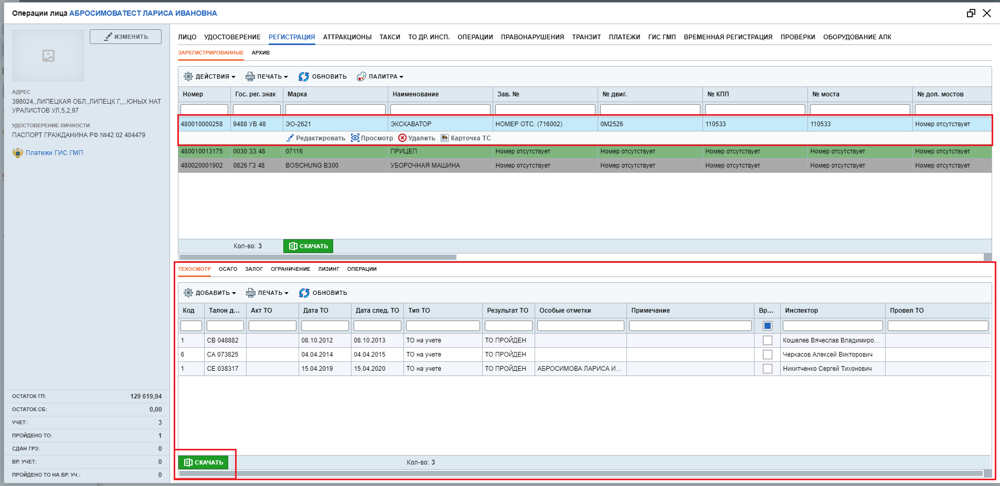 Операции лица АБРОСИМОВАТЕСТ ЛАРИСА ИВАНОВНА
ИЗМЕНИТЬ
АДРЕС
398024,,ЛИПЕЦКАЯ ОБЛ,,ЛИПЕЦК Г,,,,ЮНЫХ НАТ
УРАЛИСТОВ УЛ,5,2,97
УДОСТОВЕРЕНИЕ ЛИЧНОСТИ
ПАСПОРТ ГРАЖДАНИНА РФ №42 02 404479
Платежи ГИС ГМП
ОСТАТОК ГП: 129 619,94
ОСТАТОК СБ: 0,00
УЧЕТ: 3
ПРОЙДЕНО ТО: 1
СДАН ГРЗ: 0
ВР. УЧЕТ: 0
ПРОЙДЕНО ТО НА ВР. УЧ.: 0
ЛИЦО УДОСТОВЕРЕНИЕ РЕГИСТРАЦИЯ АТТРАКЦИОНЫ ТАКСИ ТО ДР. ИНСП. ОПЕРАЦИИ ПРАВОНАРУШЕНИЯ ТРАНЗИТ ПЛАТЕЖИ ГИС ГМП ВРЕМЕННАЯ РЕГИСТРАЦИЯ ПРОВЕРКИ ОБОРУДОВАНИЕ АПК
ЗАРЕГИСТРИРОВАННЫЕ АРХИВ
ДЕЙСТВИЯ ПЕЧАТЬ ОБНОВИТЬ ПАЛИТРА
Номер Гос. рег. знак Марка Наименование Зав. № № двиг. № КПП № моста № доп. мостов
480010000258 9488 УВ 48 ЭО-2621 ЭКСКАВАТОР НОМЕР ОТС. (716002) 0М2526 110533 110533 Номер отсутствует
Редактировать Просмотр Удалить Карточка ТС
480010013175 0030 ЗЗ 48 07116 ПРИЦЕП Номер отсутствует Номер отсутствует Номер отсутствует Номер отсутствует Номер отсутствует
480020001902 0826 ГЗ 48 BOSCHUNG B300 УБОРОЧНАЯ МАШИНА Номер отсутствует Номер отсутствует Номер отсутствует Номер отсутствует Номер отсутствует
Кол-во: 3 СКАЧАТЬ
ТЕХОСМОТР ОСАГО ЗАЛОГ ОГРАНИЧЕНИЕ ЛИЗИНГ ОПЕРАЦИИ
ДОБАВИТЬ ПЕЧАТЬ ОБНОВИТЬ
Код Талон д... Акт ТО Дата ТО Дата след. ТО Тип ТО Результат ТО Особые отметки Примечание Вр... Инспектор Провел ТО
1 СВ 048882 08.10.2012 08.10.2013 ТО на учете ТО ПРОЙДЕН Кошелев Вячеслав Владимиро...
6 СА 073825 04.04.2014 04.04.2015 ТО на учете ТО ПРОЙДЕН Черкасов Алексей Викторович
1 СЕ 038317 15.04.2019 15.04.2020 ТО на учете ТО ПРОЙДЕН АБРОСИМОВА ЛАРИСА И... Никитченко Сергей Тихонович
СКАЧАТЬ Кол-во: 3